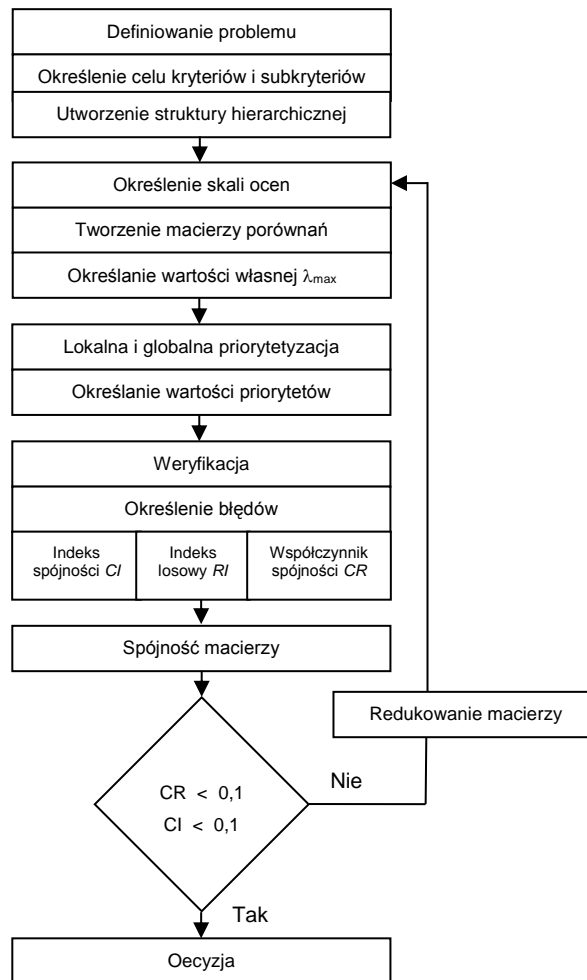 Definiowanie problemu
Określenie celu kryteriów i subkryteriów
Utworzenie struktury hierarchicznej
Określenie skali ocen
Tworzenie macierzy porównań
Określanie wartości własnej λmax
Lokalna i globalna priorytetyzacja
Określanie wartości priorytetów
Weryfikacja
Określenie błędów
Indeks
spójności CI
Indeks
losowy RI
Współczynnik
spójności CR
Spójność macierzy
Redukowanie macierzy
CR < 0,1
CI < 0,1
Nie
Tak
Oecyzja